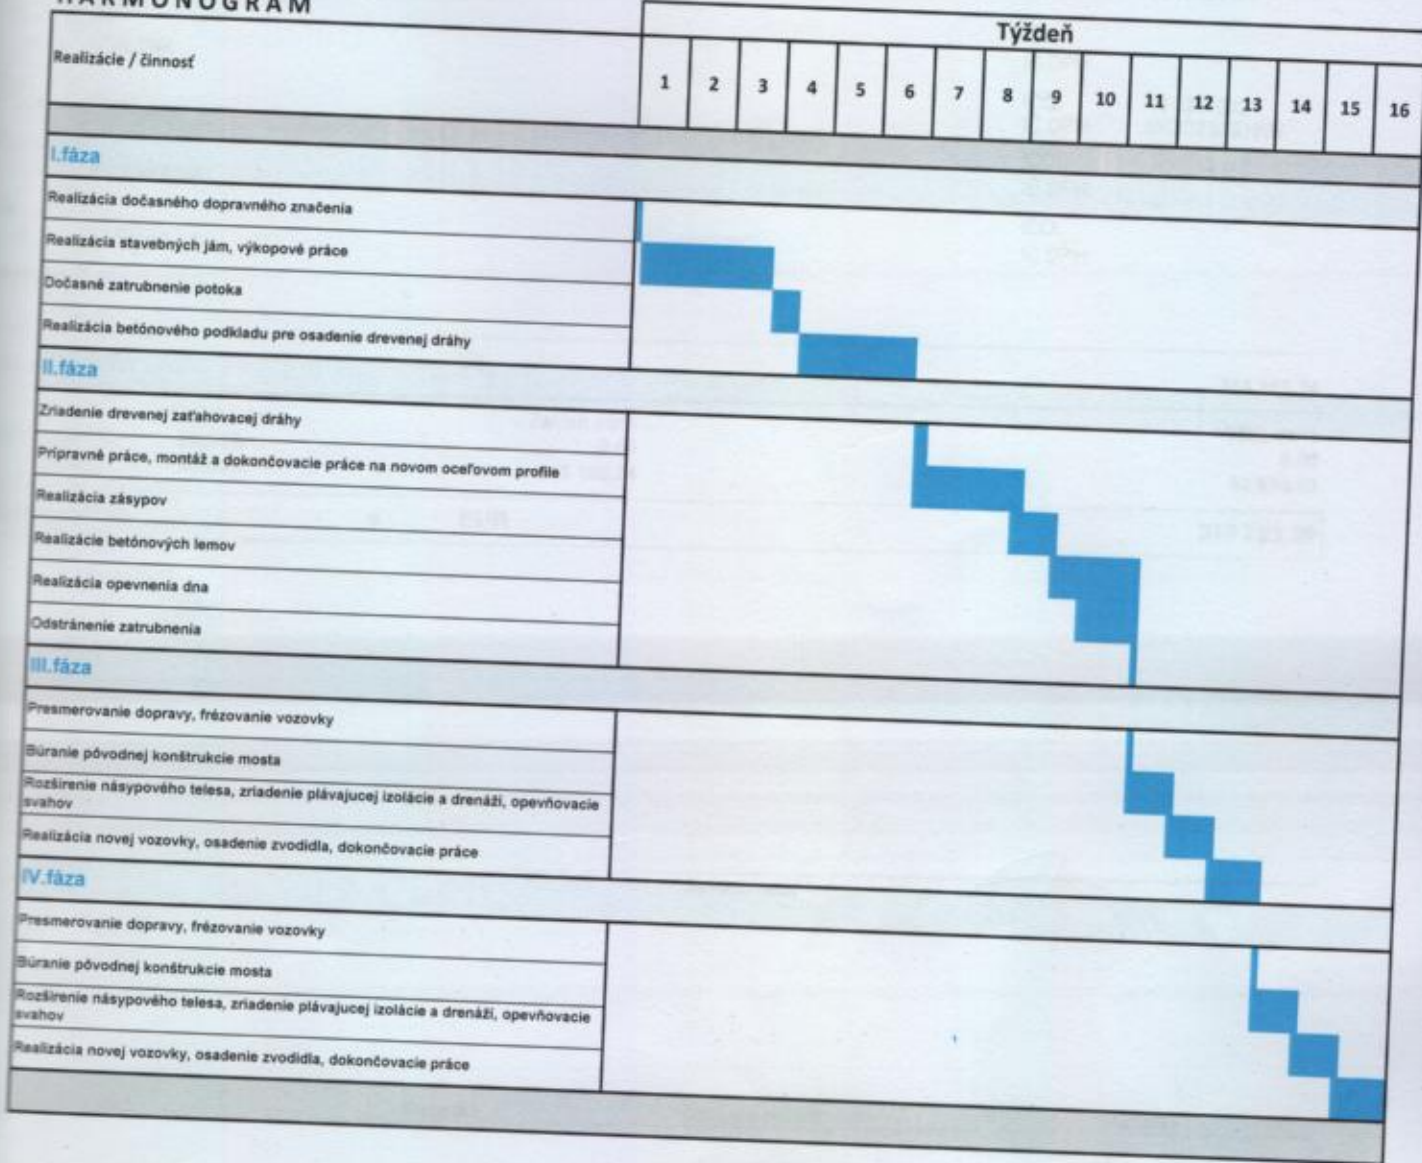 HARMONOGRAM
Týždeň
Realizácie / činnosť
1 2 3 4 5 6 7 8 9 10 11 12 13 14 15 16
I.fáza
Realizácia dočasného dopravného značenia
Realizácia stavebných jám, výkopové práce
Dočasné zatrubnenie potoka
Realizácia betónového podkladu pre osadenie drevenej dráhy
II.fáza
Zriadenie drevenej zaťahovacej dráhy
Prípravné práce, montáž a dokončovacie práce na novom oceľovom profile
Realizácia zásypov
Realizácie betónových lemov
Realizácia opevnenia dna
Odstránenie zatrubnenia
III.fáza
Presmerovanie dopravy, frézovanie vozovky
Búranie pôvodnej konštrukcie mosta
Rozšírenie násypového telesa, zriadenie plávajucej izolácie a drenáží, opevňovacie
svahov
Realizácia novej vozovky, osadenie zvodidla, dokončovacie práce
IV.fáza
Presmerovanie dopravy, frézovanie vozovky
Búranie pôvodnej konštrukcie mosta
Rozšírenie násypového telesa, zriadenie plávajucej izolácie a drenáží, opevňovacie
svahov
Realizácia novej vozovky, osadenie zvodidla, dokončovacie práce